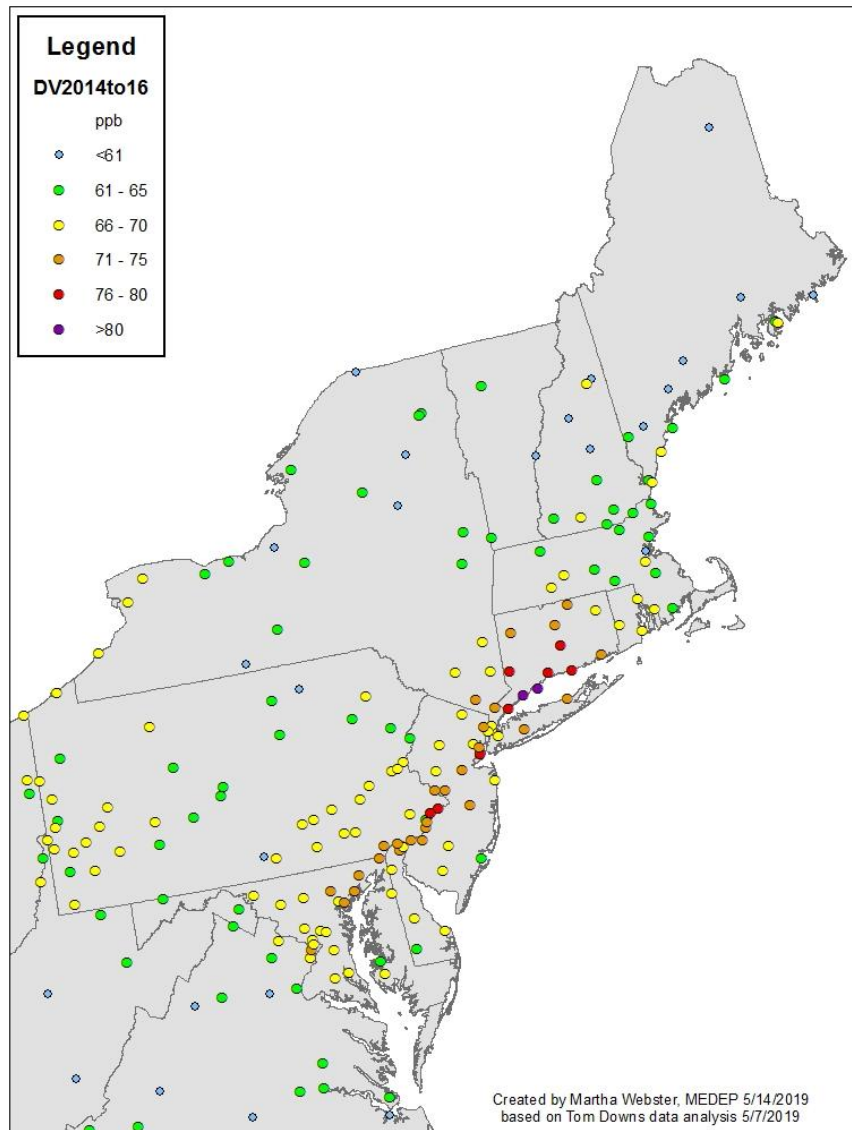 Legend
DV2014to16
ppb
<61
61 - 65
66 - 70
71 - 75
76 - 80
>80
Created by Martha Webster, MEDEP 5/14/2019
based on Tom Downs data analysis 5/7/2019